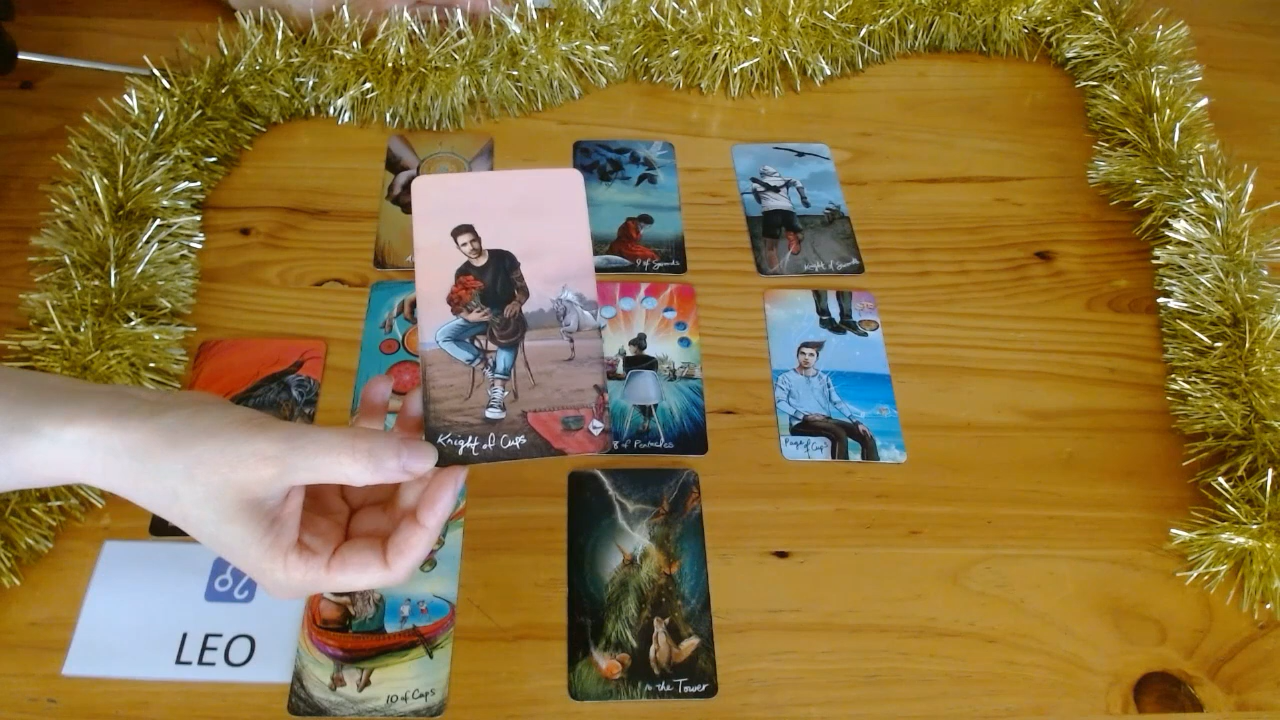 9 of Swords
Knight of Swords
Knight of Cups
8 of Pentacles
Page of Cups
LEO
10 of Cups
the Tower